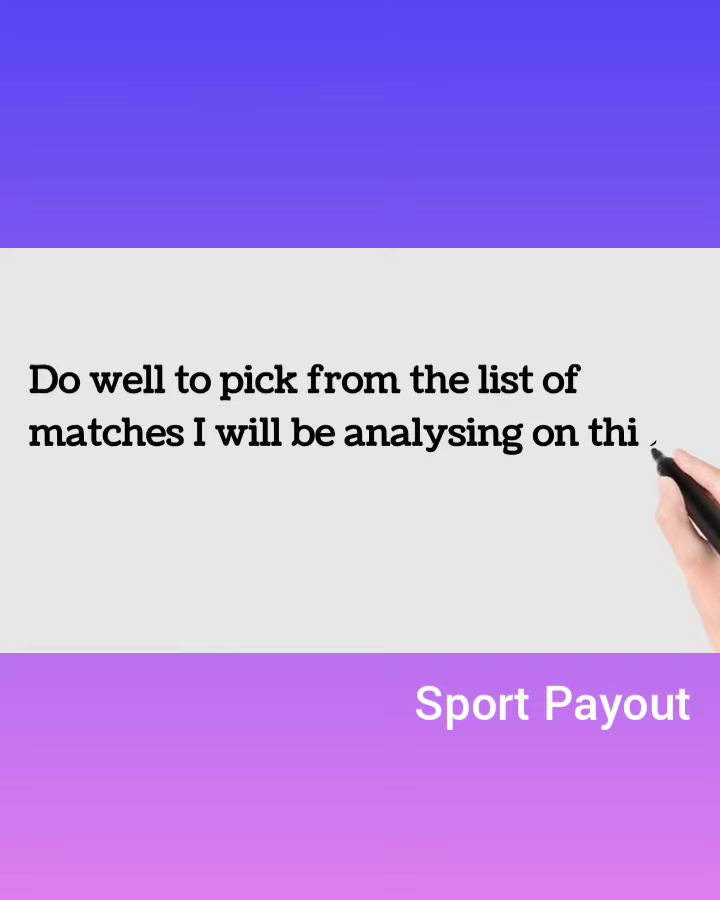 Do well to pick from the list of
matches I will be analysing on thi
Sport Payout